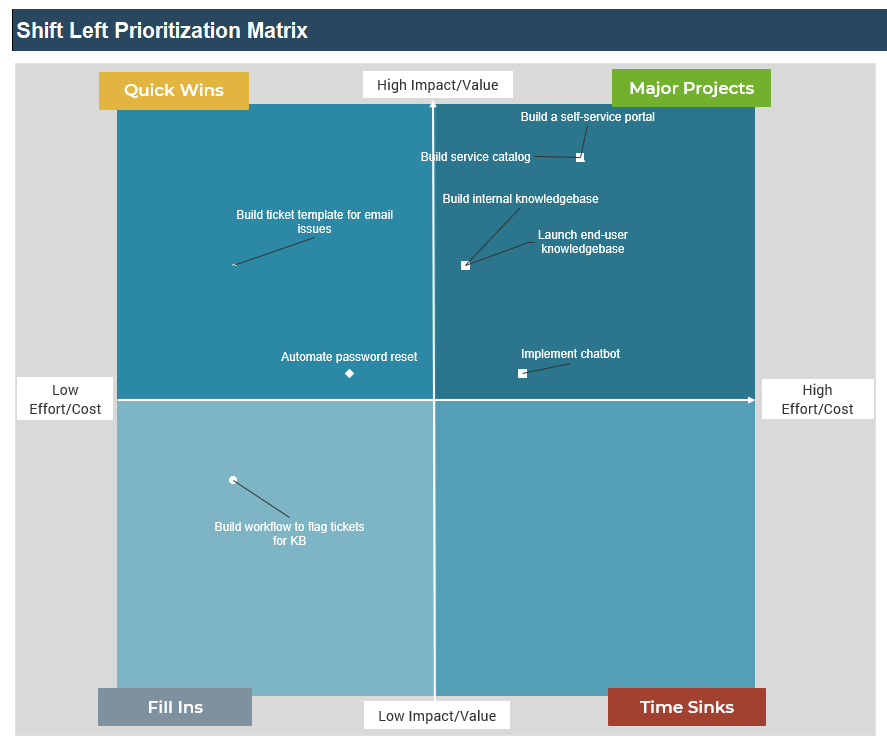 Shift Left Prioritization Matrix
Quick Wins
High Impact/Value
Major Projects
Build a self-service portal
Build service catalog
Build internal knowledgebase
Build ticket template for email
issues
Launch end-user
knowledgebase
Automate password reset
Implement chatbot
Low
Effort/Cost
High
Effort/Cost
Build workflow to flag tickets
for KB
Fill Ins
Low Impact/Value
Time Sinks